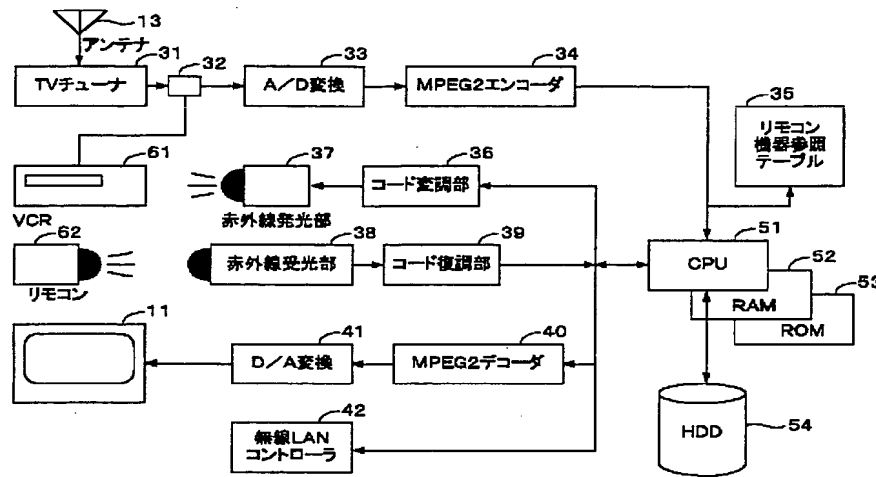 13
アンテナ
31
32
33
34
TVチューナ
A/D変換
MPEG2エンコーダ
35
リモコン
機器参照
テーブル
61
37
36
コード変調部
VCR
赤外線発光部
62
38
39
51
赤外線受光部
コード復調部
CPU
52
リモコン
RAM
53
ROM
11
41
40
D/A変換
MPEG2デコーダ
42
無線LAN
コントローラ
HDD
54